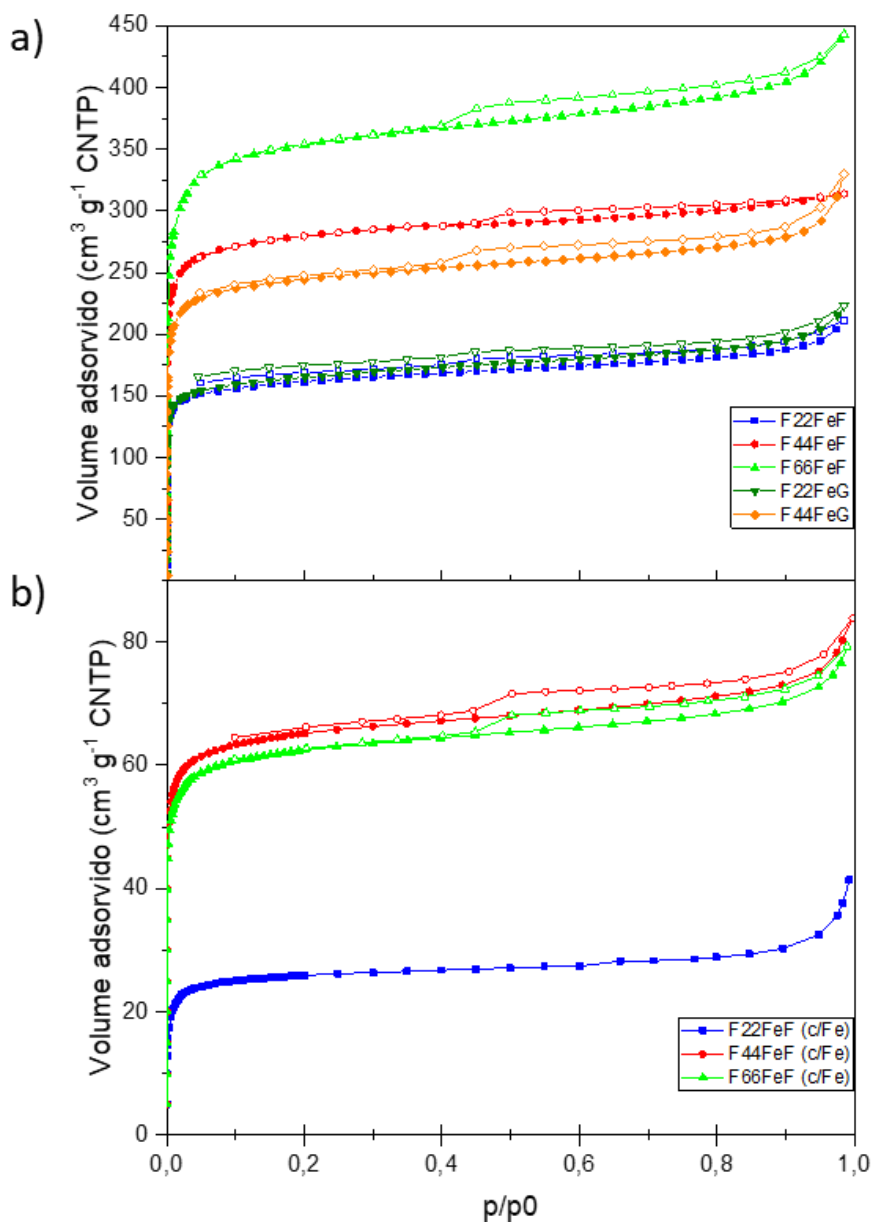 a)
450
400
350
300
250
200
150
100
50
Volume adsorvido (cm³ g⁻¹ CNTP)
F22FeF
F44FeF
F66FeF
F22FeG
F44FeG
b)
80
60
40
20
0
Volume adsorvido (cm³ g⁻¹ CNTP)
F22FeF (c/Fe)
F44FeF (c/Fe)
F66FeF (c/Fe)
0,0 0,2 0,4 0,6 0,8 1,0
p/p0